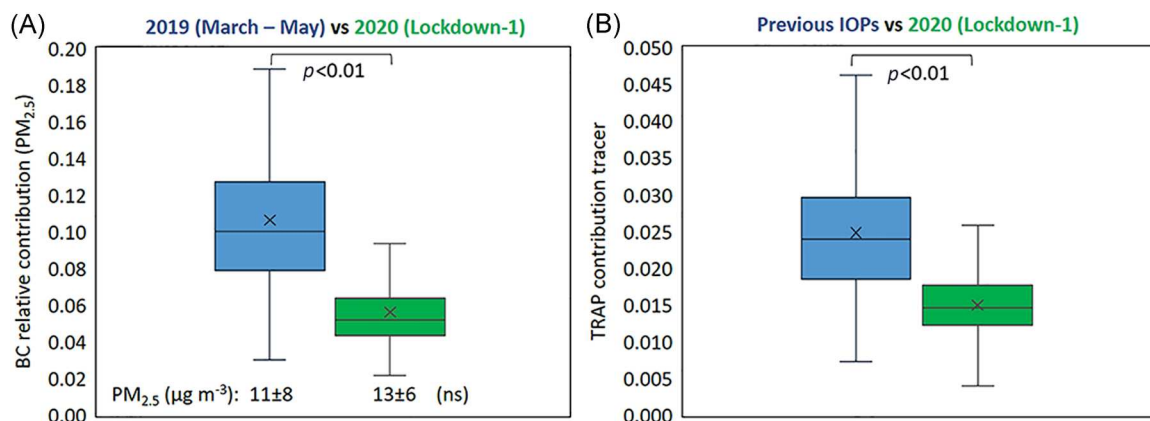 (A)
2019 (March – May) vs 2020 (Lockdown-1)
BC relative contribution (PM2.5)
0.20
0.18
0.16
0.14
0.12
0.10
0.08
0.06
0.04
0.02
0.00
p<0.01
PM2.5 (µg m-3): 11±8 13±6 (ns)
(B)
Previous IOPs vs 2020 (Lockdown-1)
TRAP contribution tracer
0.050
0.045
0.040
0.035
0.030
0.025
0.020
0.015
0.010
0.005
0.000
p<0.01